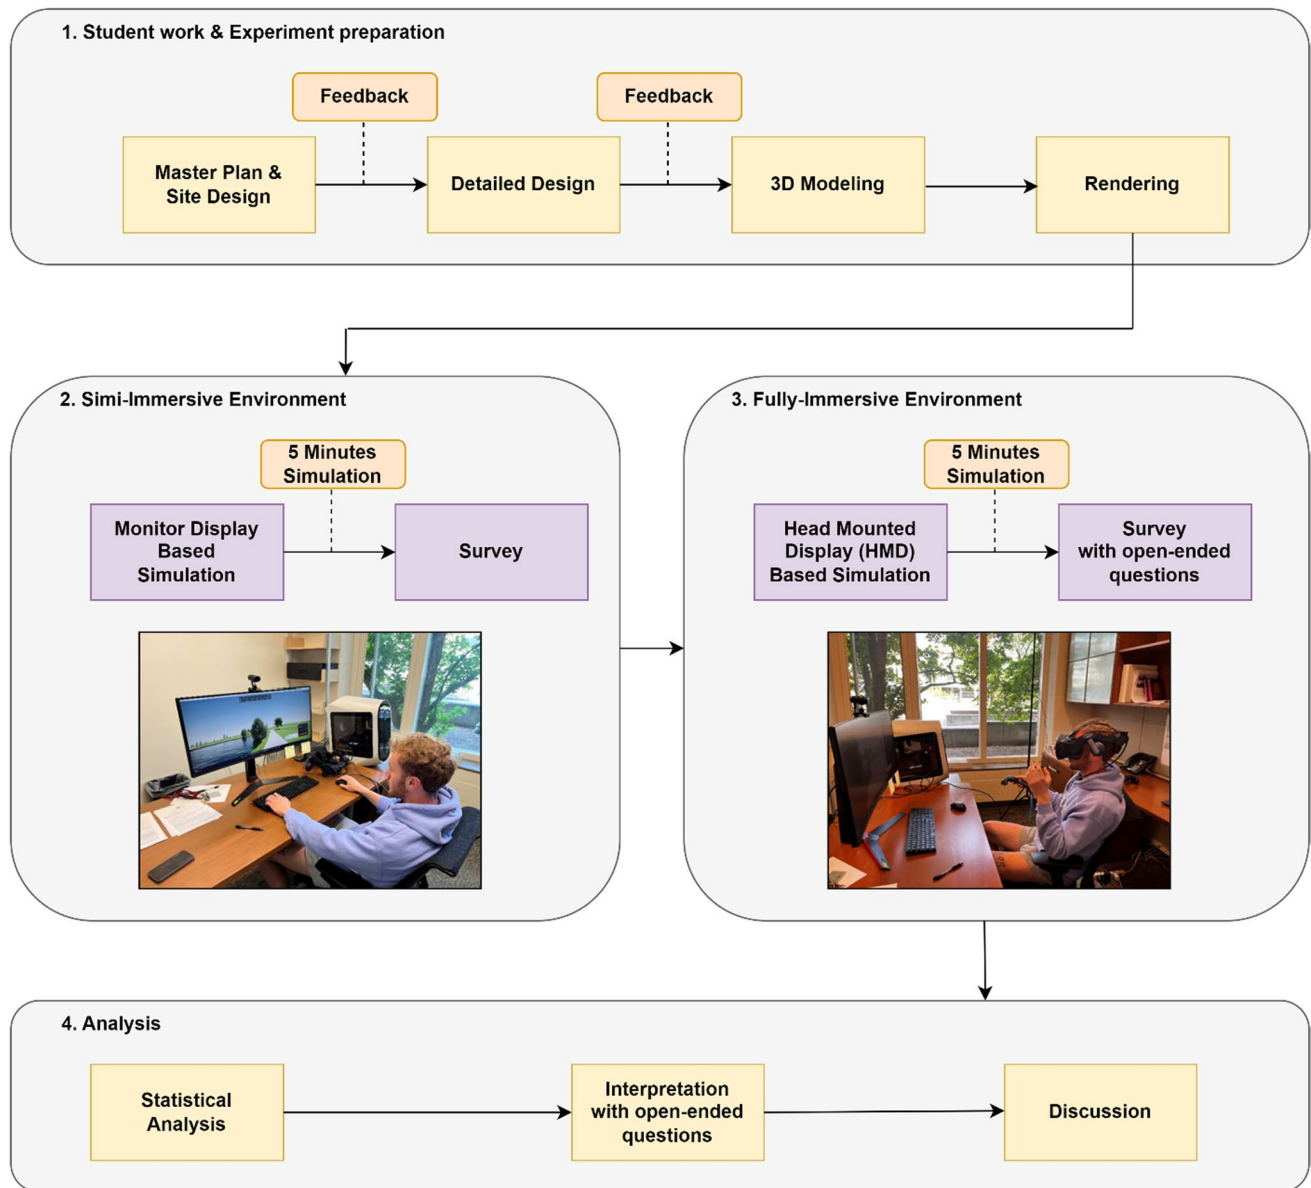 1. Student work & Experiment preparation
Feedback
Feedback
Master Plan &
Site Design
Detailed Design
3D Modeling
Rendering
2. Simi-Immersive Environment
5 Minutes
Simulation
Monitor Display
Based
Simulation
Survey
3. Fully-Immersive Environment
5 Minutes
Simulation
Head Mounted
Display (HMD)
Based Simulation
Survey
with open-ended
questions
4. Analysis
Statistical
Analysis
Interpretation
with open-ended
questions
Discussion